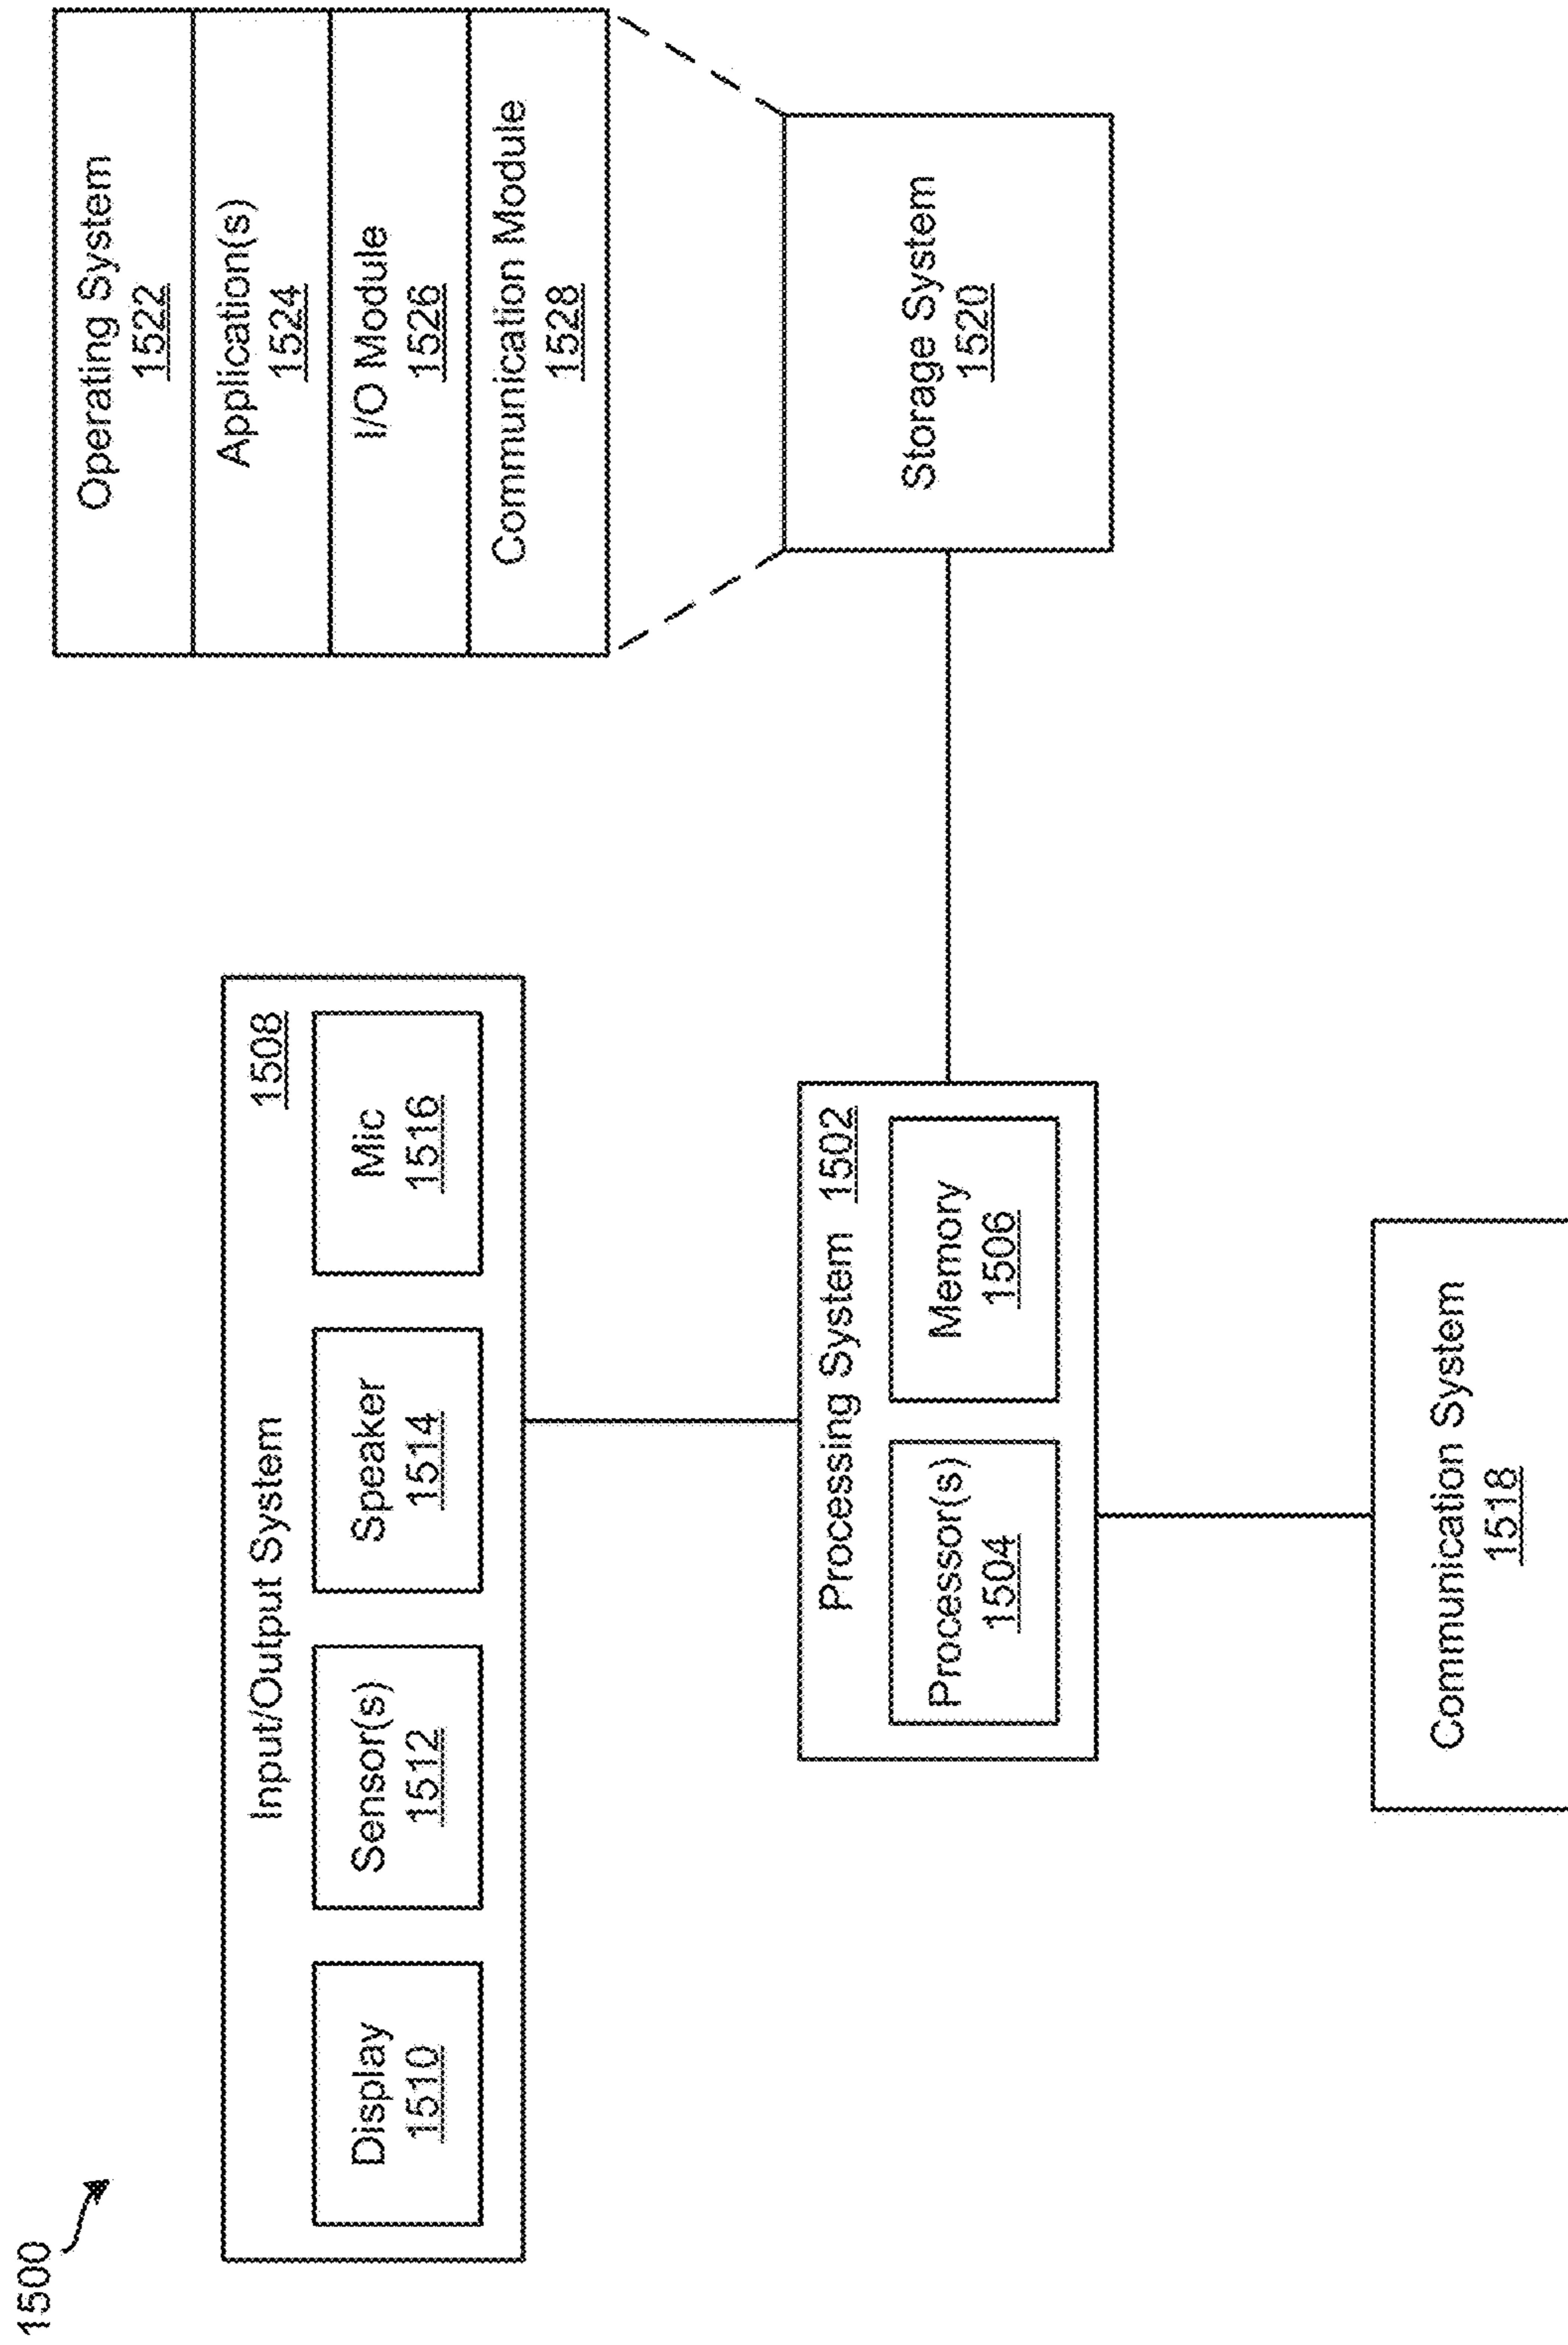 1500
Input/Output System
1508
Display
1510
Sensor(s)
1512
Speaker
1514
Mic
1516
Processing System 1502
Processor(s)
1504
Memory
1506
Communication System
1518
Operating System
1522
Application(s)
1524
I/O Module
1526
Communication Module
1528
Storage System
1520